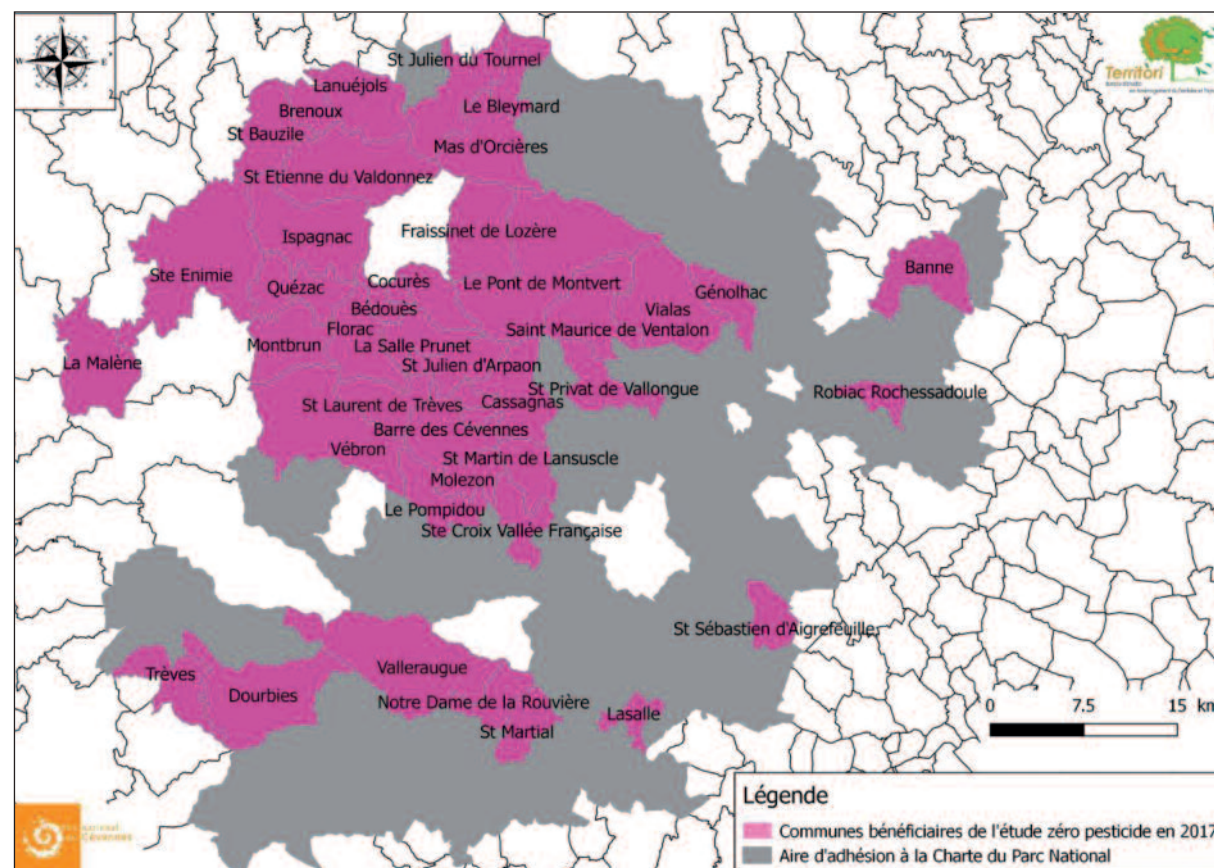 N
W
E
S
Territòri
St Julien du Tournel
Lanuéjols
Le Bleymard
Brenoux
St Bauzile
Mas d'Orcières
St Etienne du Valdonnez
Fraissinet de Lozère
Ispagnac
Banne
Ste Enimie
Cocurès
Le Pont de Montvert
Quézac
Génolhac
Bédouès
Vialas
Florac
Saint Maurice de Ventalon
Montbrun
La Salle Prunet
La Malène
St Julien d'Arpaon
St Privat de Vallongue
Robiac Rochessadoule
St Laurent de Trèves
Cassagnas
Barre des Cévennes
Vébron
St Martin de Lansuscle
Molezon
Le Pompidou
Ste Croix Vallée Française
St Sébastien d'Aigrefeuille
Valleraugue
Trèves
Dourbies
Notre Dame de la Rouvière
Lasalle
St Martial
0 7.5 15 km
Légende
Communes bénéficiaires de l'étude zéro pesticide en 2017
Aire d'adhésion à la Charte du Parc National